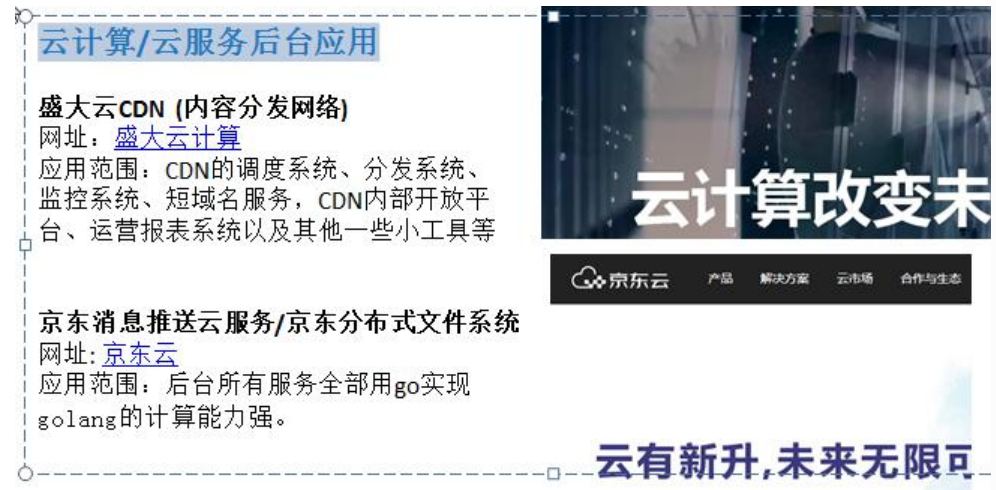 云计算/云服务后台应用
盛大云CDN (内容分发网络)
网址：盛大云计算
应用范围：CDN的调度系统、分发系统、
监控系统、短域名服务，CDN内部开放平
台、运营报表系统以及其他一些小工具等
京东消息推送云服务/京东分布式文件系统
网址: 京东云
应用范围：后台所有服务全部用go实现
golang的计算能力强。
云计算改变未
京东云 产品 解决方案 云市场 合作与生态
云有新升,未来无限可